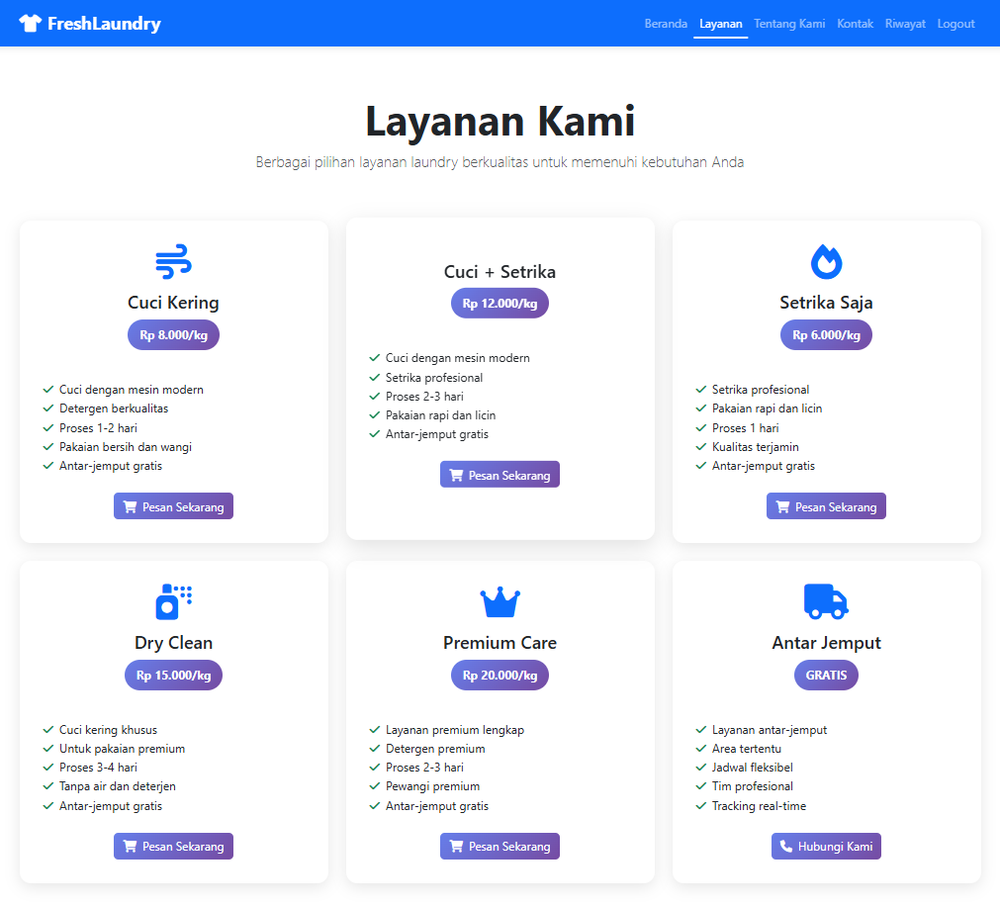 FreshLaundry
Beranda Layanan Tentang Kami Kontak Riwayat Logout
Layanan Kami
Berbagai pilihan layanan laundry berkualitas untuk memenuhi kebutuhan Anda
Cuci Kering
Rp 8.000/kg
Cuci dengan mesin modern
Detergen berkualitas
Proses 1-2 hari
Pakaian bersih dan wangi
Antar-jemput gratis
Pesan Sekarang
Cuci + Setrika
Rp 12.000/kg
Cuci dengan mesin modern
Setrika profesional
Proses 2-3 hari
Pakaian rapi dan licin
Antar-jemput gratis
Pesan Sekarang
Setrika Saja
Rp 6.000/kg
Setrika profesional
Pakaian rapi dan licin
Proses 1 hari
Kualitas terjamin
Antar-jemput gratis
Pesan Sekarang
Dry Clean
Rp 15.000/kg
Cuci kering khusus
Untuk pakaian premium
Proses 3-4 hari
Tanpa air dan deterjen
Antar-jemput gratis
Pesan Sekarang
Premium Care
Rp 20.000/kg
Layanan premium lengkap
Detergen premium
Proses 2-3 hari
Pewangi premium
Antar-jemput gratis
Pesan Sekarang
Antar Jemput
GRATIS
Layanan antar-jemput
Area tertentu
Jadwal fleksibel
Tim profesional
Tracking real-time
Hubungi Kami